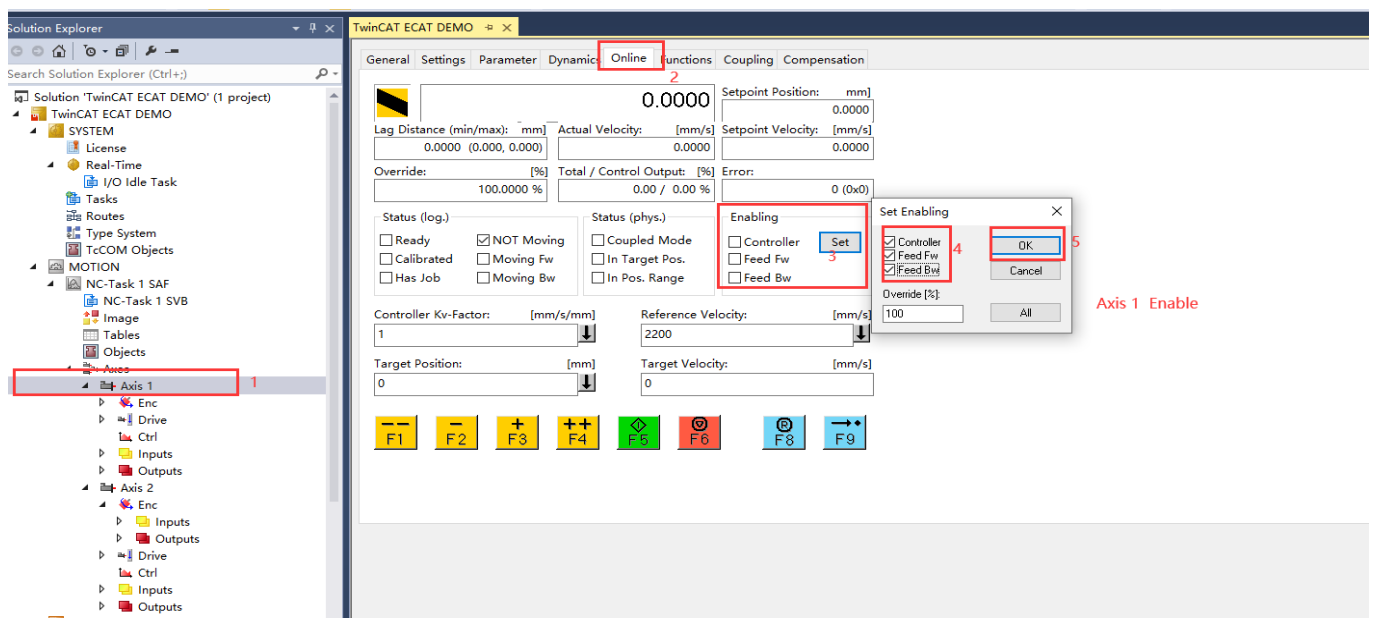 Solution Explorer
Search Solution Explorer (Ctrl+;)
Solution 'TwinCAT ECAT DEMO' (1 project)
TwinCAT ECAT DEMO
SYSTEM
License
Real-Time
I/O Idle Task
Tasks
Routes
Type System
TcCOM Objects
MOTION
NC-Task 1 SAF
NC-Task 1 SVB
Image
Tables
Objects
Axes
Axis 1
1
Enc
Drive
Ctrl
Inputs
Outputs
Axis 2
Enc
Inputs
Outputs
Drive
Ctrl
Inputs
Outputs
TwinCAT ECAT DEMO
General Settings Parameter Dynamics Online Functions Coupling Compensation
2
0.0000
Setpoint Position: mm]
0.0000
Lag Distance (min/max): mm] Actual Velocity: [mm/s] Setpoint Velocity: [mm/s]
0.0000 (0.000, 0.000) 0.0000 0.0000
Override: [%] Total / Control Output: [%] Error:
100.0000 % 0.00 / 0.00 % 0 (0x0)
Status (log.) Status (phys.) Enabling
Ready NOT Moving Coupled Mode Controller Set
Calibrated Moving Fw In Target Pos. Feed Fw 3
Has Job Moving Bw In Pos. Range Feed Bw
Controller Kv-Factor: [mm/s/mm] Reference Velocity: [mm/s]
1 2200
Target Position: [mm] Target Velocity: [mm/s]
0 0
-- - + ++ R
F1 F2 F3 F4 F5 F6 F8 F9
Set Enabling
Controller OK 5
Feed Fw 4
Feed Bw Cancel
Override [%]:
100 All
Axis 1 Enable